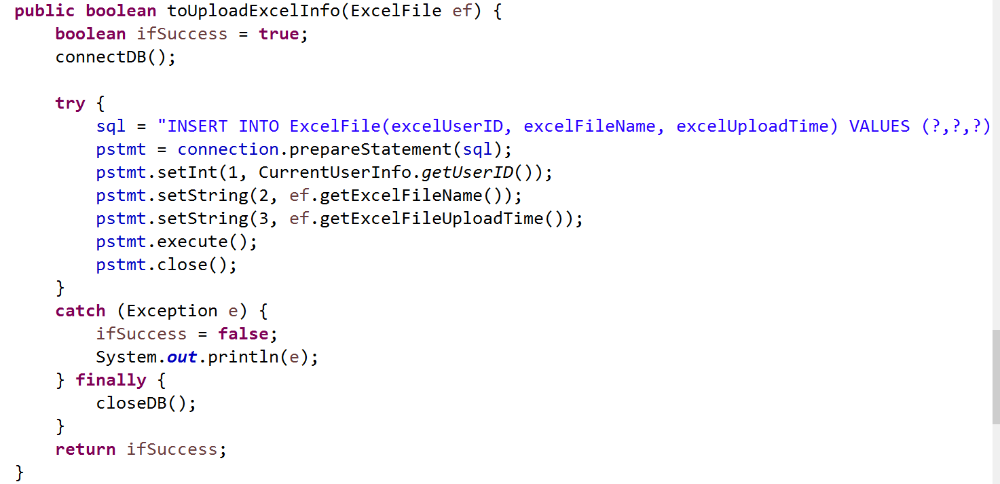 public boolean toUploadExcelInfo(ExcelFile ef) {
    boolean ifSuccess = true;
    connectDB();

    try {
        sql = "INSERT INTO ExcelFile(excelUserID, excelFileName, excelUploadTime) VALUES (?,?,?)
        pstmt = connection.prepareStatement(sql);
        pstmt.setInt(1, CurrentUserInfo.getUserID());
        pstmt.setString(2, ef.getExcelFileName());
        pstmt.setString(3, ef.getExcelFileUploadTime());
        pstmt.execute();
        pstmt.close();
    }
    catch (Exception e) {
        ifSuccess = false;
        System.out.println(e);
    } finally {
        closeDB();
    }
    return ifSuccess;
}